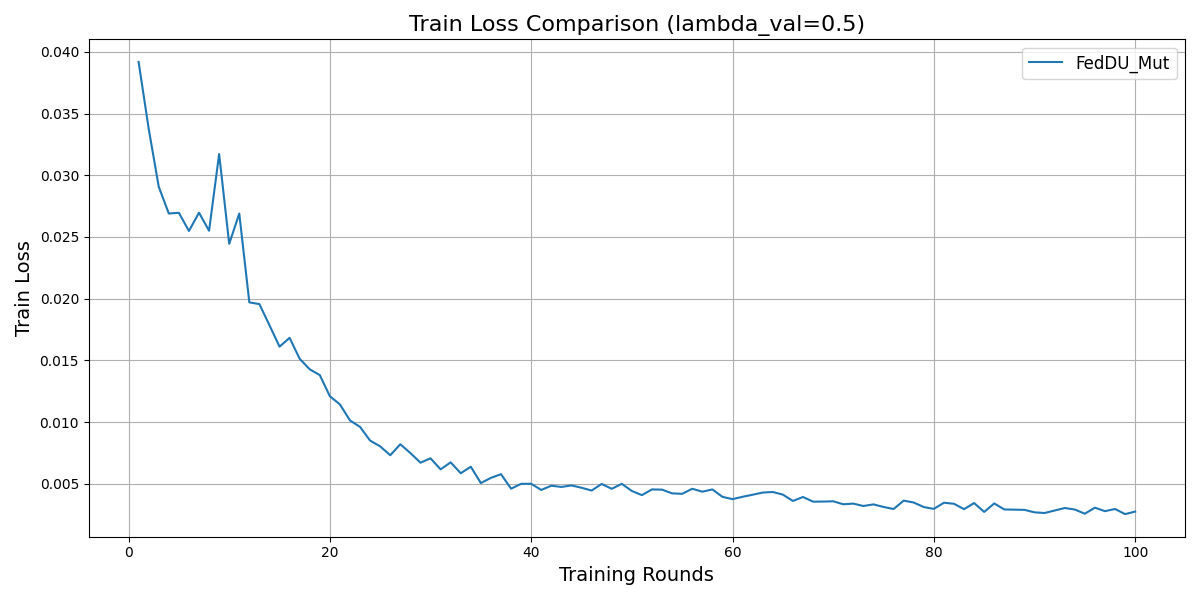 Train Loss Comparison (lambda_val=0.5)
FedDU_Mut
Train Loss
0.040
0.035
0.030
0.025
0.020
0.015
0.010
0.005
0 20 40 60 80 100
Training Rounds